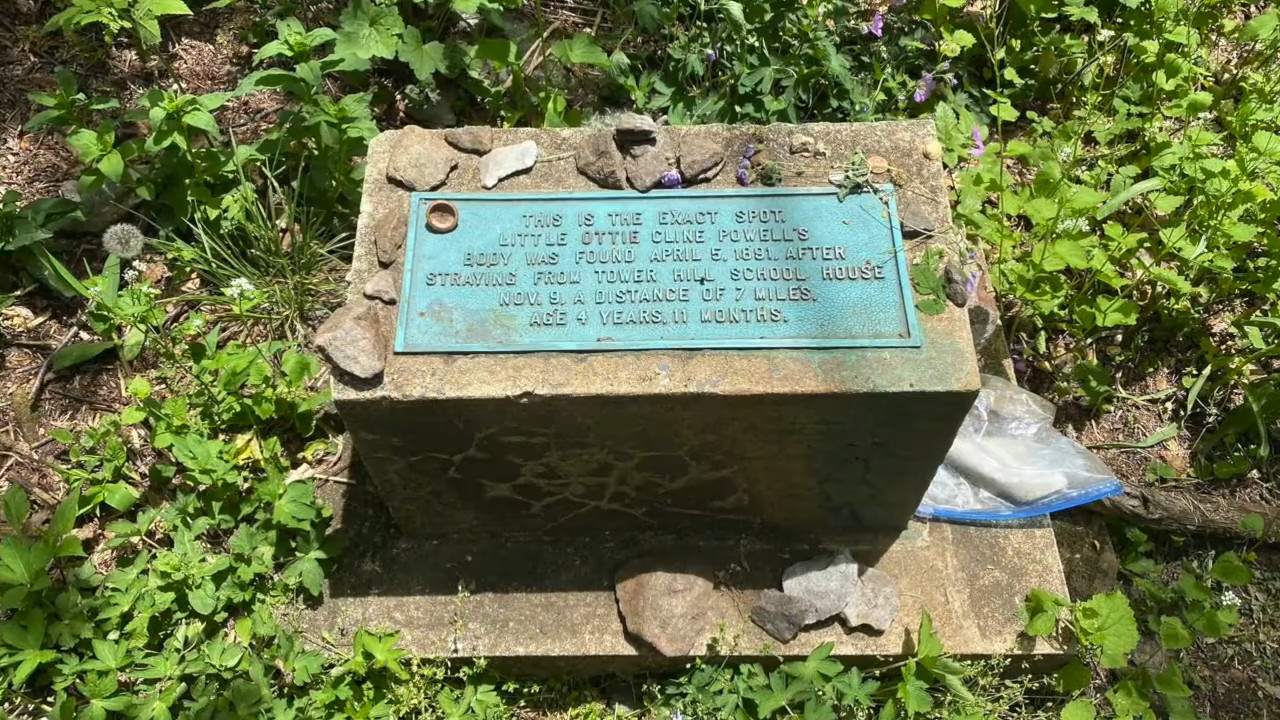 THIS IS THE EXACT SPOT.
LITTLE OTTIE CLINE POWELL'S
BODY WAS FOUND APRIL 5, 1891, AFTER
STRAYING FROM TOWER HILL SCHOOL HOUSE
NOV. 9, A DISTANCE OF 7 MILES.
AGE 4 YEARS, 11 MONTHS.